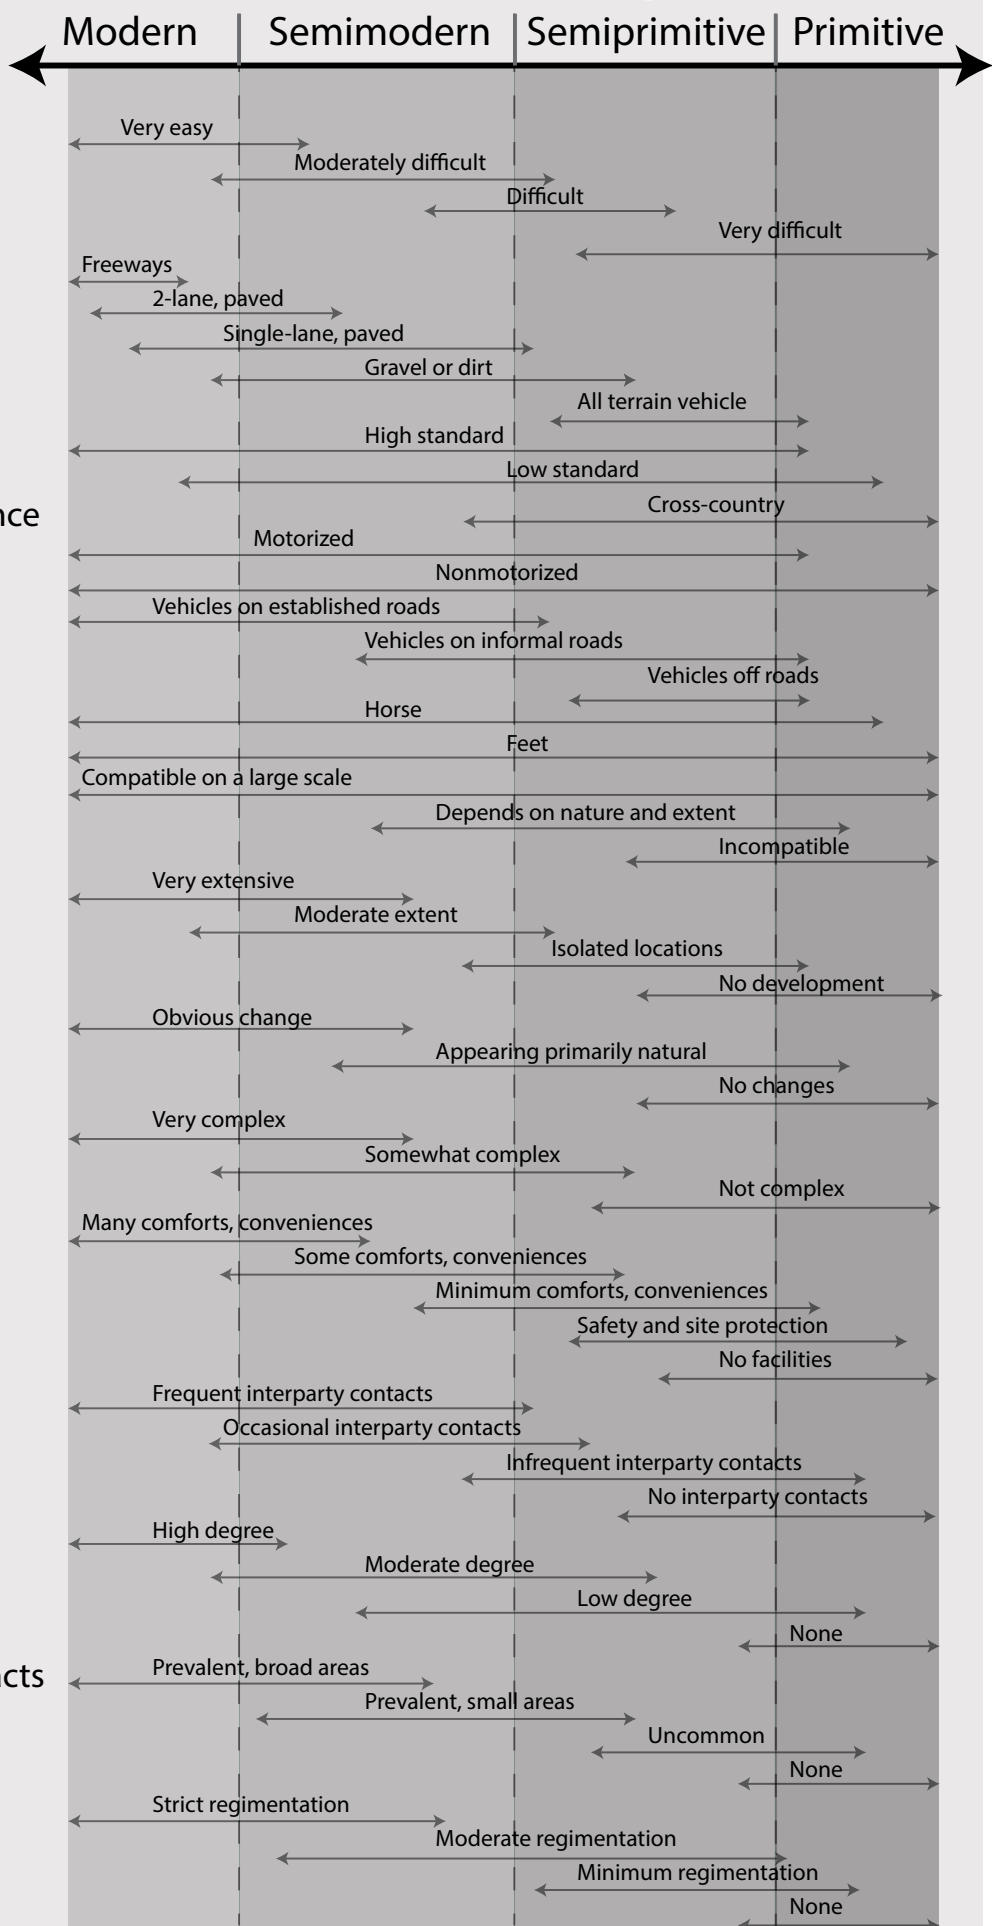 Modern Semimodern Semiprimitive Primitive
Very easy
Moderately difficult
Difficult
Very difficult
Freeways
2-lane, paved
Single-lane, paved
Gravel or dirt
All terrain vehicle
High standard
Low standard
Cross-country
nce
Motorized
Nonmotorized
Vehicles on established roads
Vehicles on informal roads
Vehicles off roads
Horse
Feet
Compatible on a large scale
Depends on nature and extent
Incompatible
Very extensive
Moderate extent
Isolated locations
No development
Obvious change
Appearing primarily natural
No changes
Very complex
Somewhat complex
Not complex
Many comforts, conveniences
Some comforts, conveniences
Minimum comforts, conveniences
Safety and site protection
No facilities
Frequent interparty contacts
Occasional interparty contacts
Infrequent interparty contacts
No interparty contacts
High degree
Moderate degree
Low degree
None
cts
Prevalent, broad areas
Prevalent, small areas
Uncommon
None
Strict regimentation
Moderate regimentation
Minimum regimentation
None